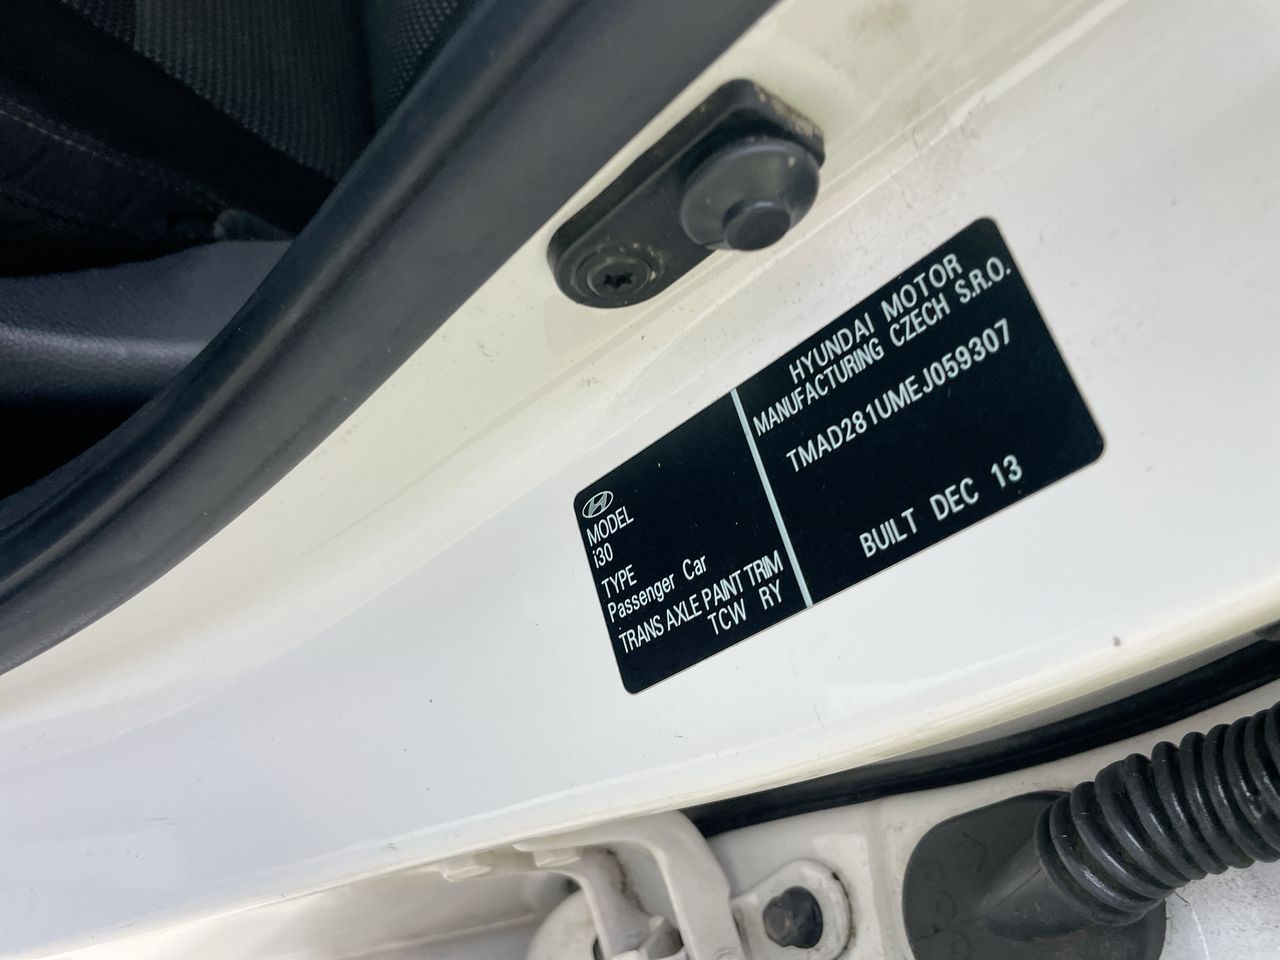 HYUNDAI MOTOR
MANUFACTURING CZECH S.R.O.
TMAD281UMEJ059307
BUILT DEC 13
MODEL
i30
TYPE
Passenger Car
TRANS AXLE PAINT TRIM
TCW RY